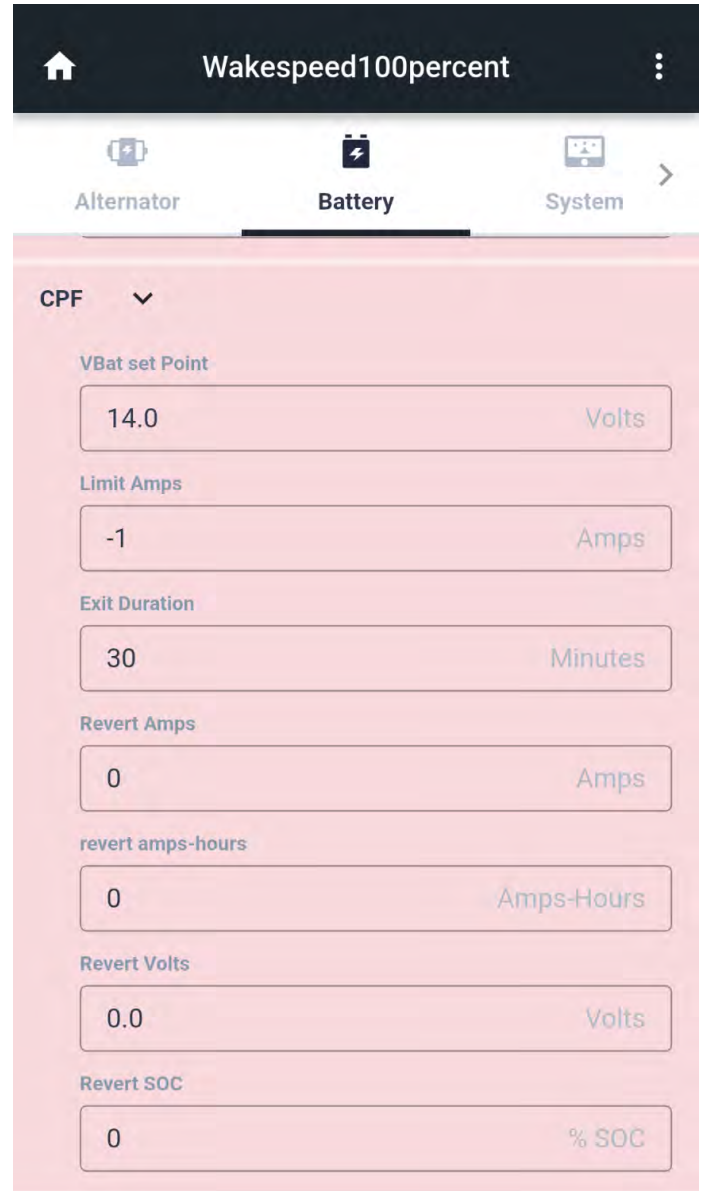 Wakespeed100percent
Alternator Battery System
CPF
VBat set Point
14.0 Volts
Limit Amps
-1 Amps
Exit Duration
30 Minutes
Revert Amps
0 Amps
revert amps-hours
0 Amps-Hours
Revert Volts
0.0 Volts
Revert SOC
0 % SOC